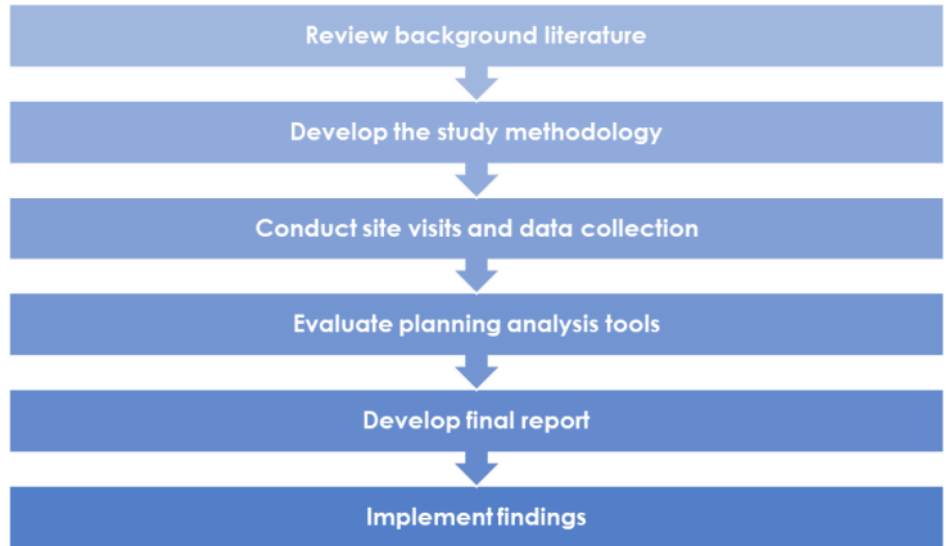 Review background literature
Develop the study methodology
Conduct site visits and data collection
Evaluate planning analysis tools
Develop final report
Implement findings